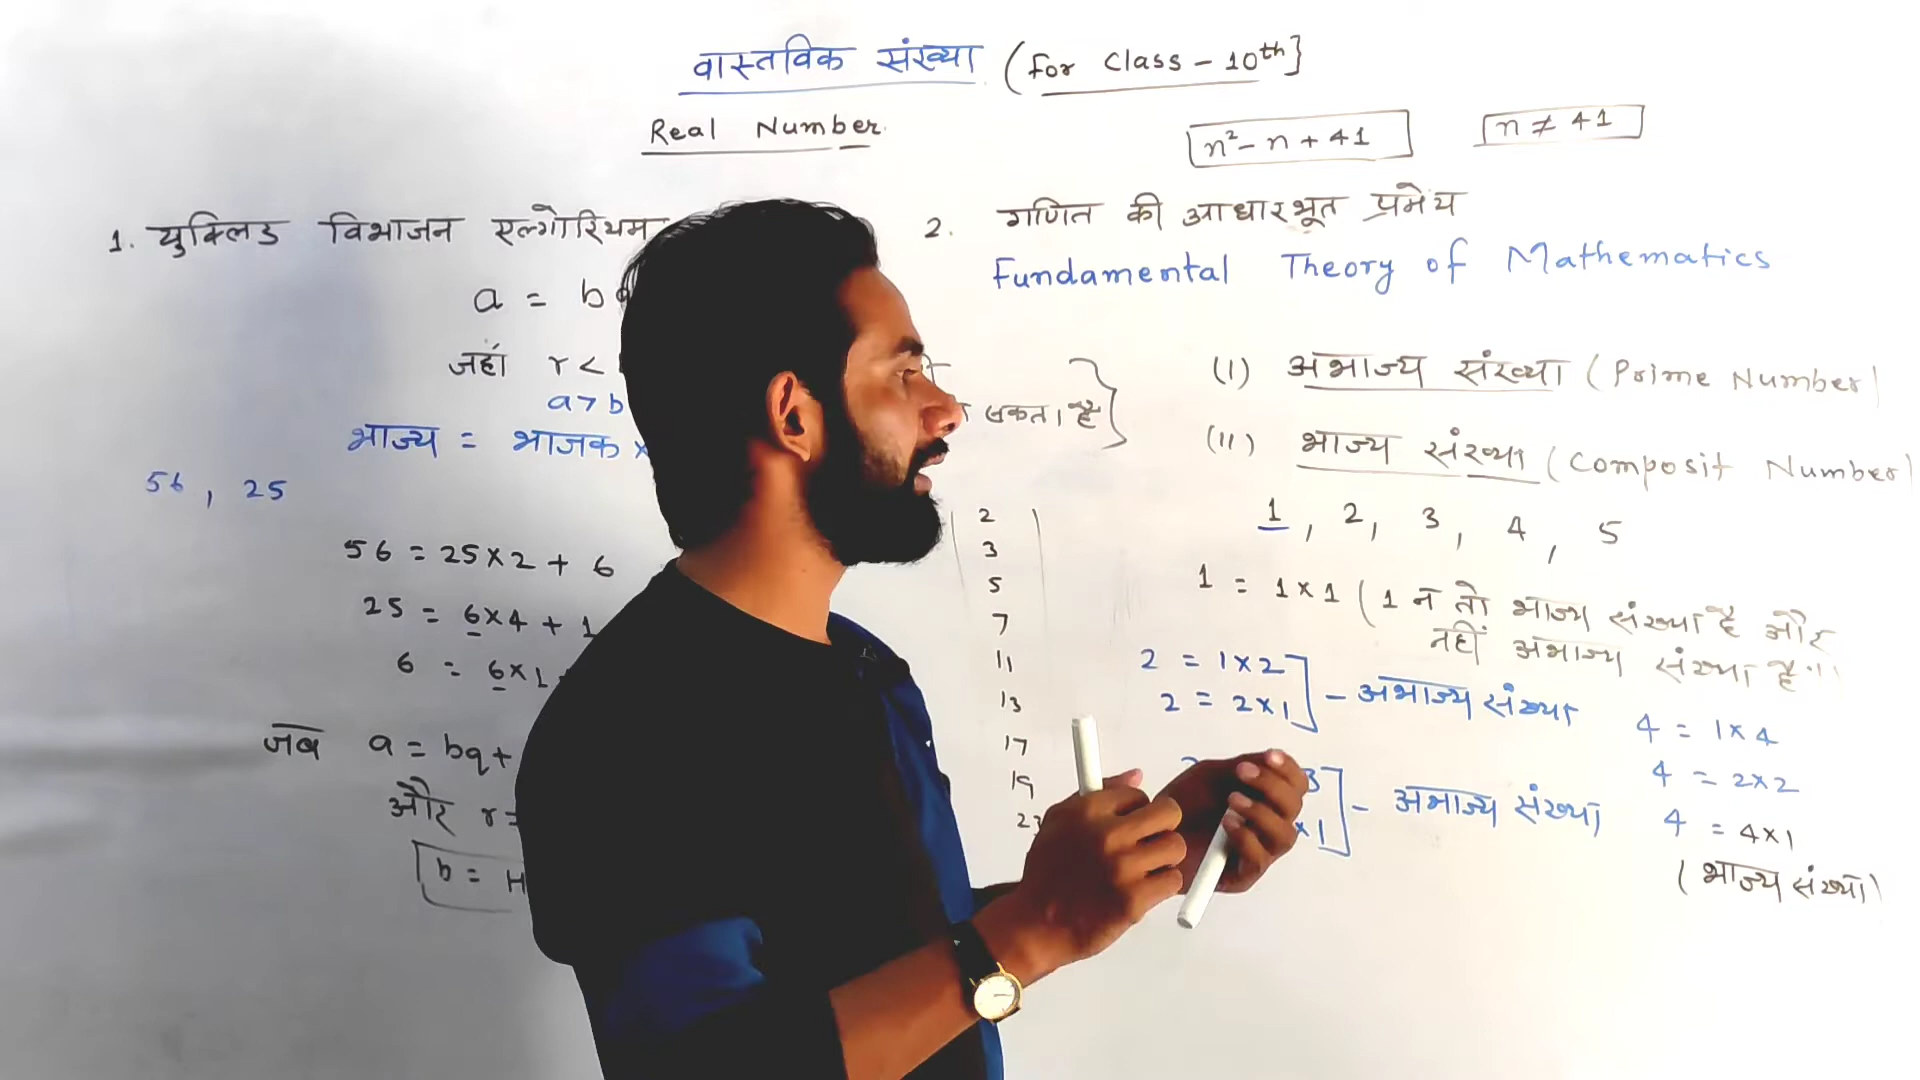 वास्तविक संख्या (for Class - 10th]
Real Number
n² - n + 41
n ≠ 41
1. युक्लिड विभाजन एल्गोरिथम
a = bq
जहां r <
a > b
भाज्य = भाजक ×
56, 25
56 = 25×2 + 6
25 = 6×4 + 1
6 = 6×1
जब a = bq +
और r =
b = H
सकता है
2
3
5
7
11
13
17
19
23
2. गणित की आधारभूत प्रमेय
Fundamental Theory of Mathematics
(I) अभाज्य संख्या (Prime Number)
(II) भाज्य संख्या (Composit Number)
1, 2, 3, 4, 5
1 = 1×1 (1 न तो भाज्य संख्या है और
नहीं अभाज्य संख्या है"
2 = 1×2
2 = 2×1] - अभाज्य संख्या
3
×1] - अभाज्य संख्या
4 = 1×4
4 = 2×2
4 = 4×1
(भाज्य संख्या)